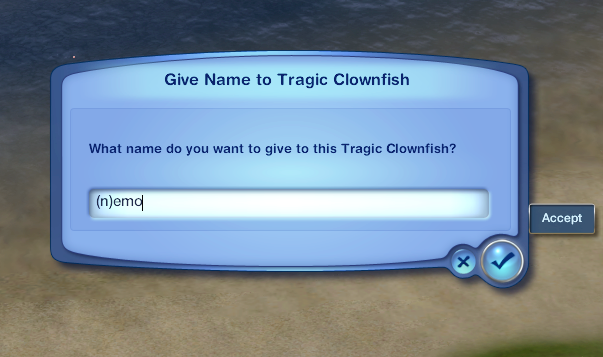 Give Name to Tragic Clownfish
What name do you want to give to this Tragic Clownfish?
(n)emo
Accept